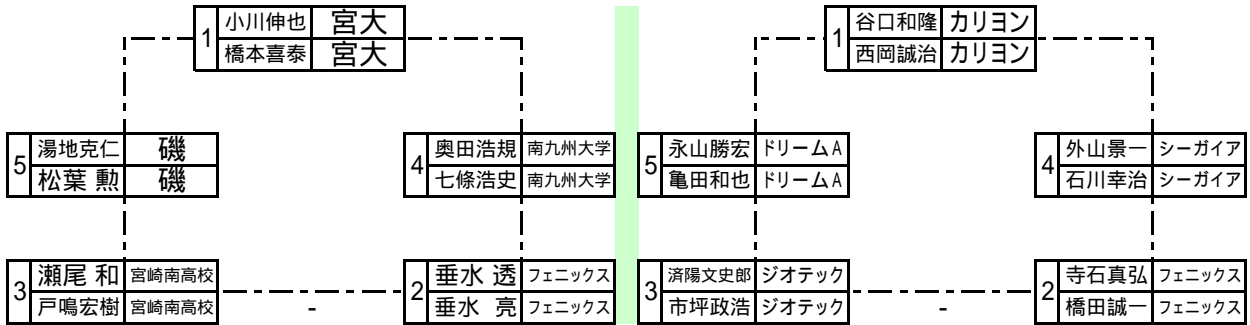 1 小川伸也 宮大
橋本喜泰 宮大
1 谷口和隆 カリヨン
西岡誠治 カリヨン
5 湯地克仁 磯
松葉 勲 磯
4 奥田浩規 南九州大学
七條浩史 南九州大学
5 永山勝宏 ドリームA
亀田和也 ドリームA
4 外山景一 シーガイア
石川幸治 シーガイア
3 瀬尾 和 宮崎南高校
戸鳴宏樹 宮崎南高校
-
2 垂水 透 フェニックス
垂水 亮 フェニックス
3 済陽文史郎 ジオテック
市坪政浩 ジオテック
-
2 寺石真弘 フェニックス
橋田誠一 フェニックス